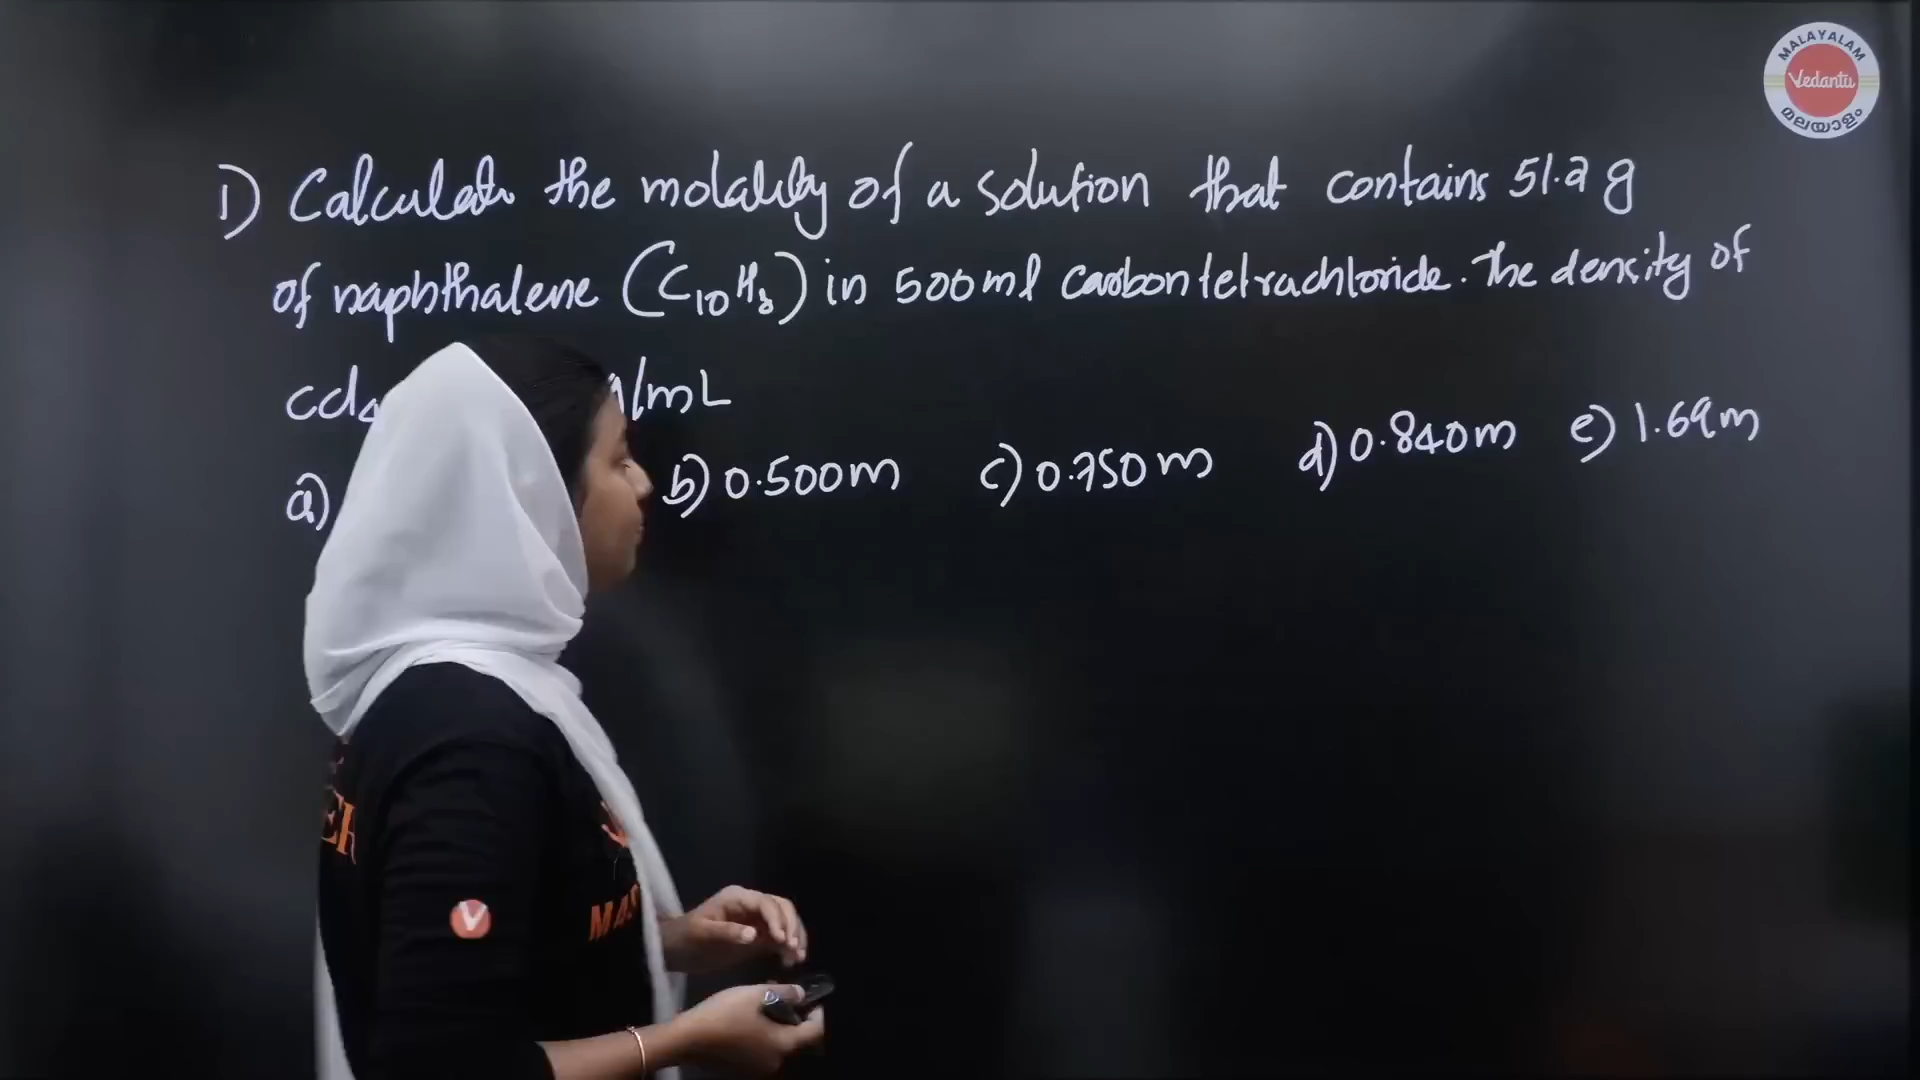 MALAYALAM
Vedantu
മലയാളം
1) Calculate the molality of a solution that contains 51.2 g
of naphthalene (C10H8) in 500ml carbontetrachloride. The density of
ccl4 g/mL
a) b) 0.500m c) 0.750m d) 0.840m e) 1.69m
V